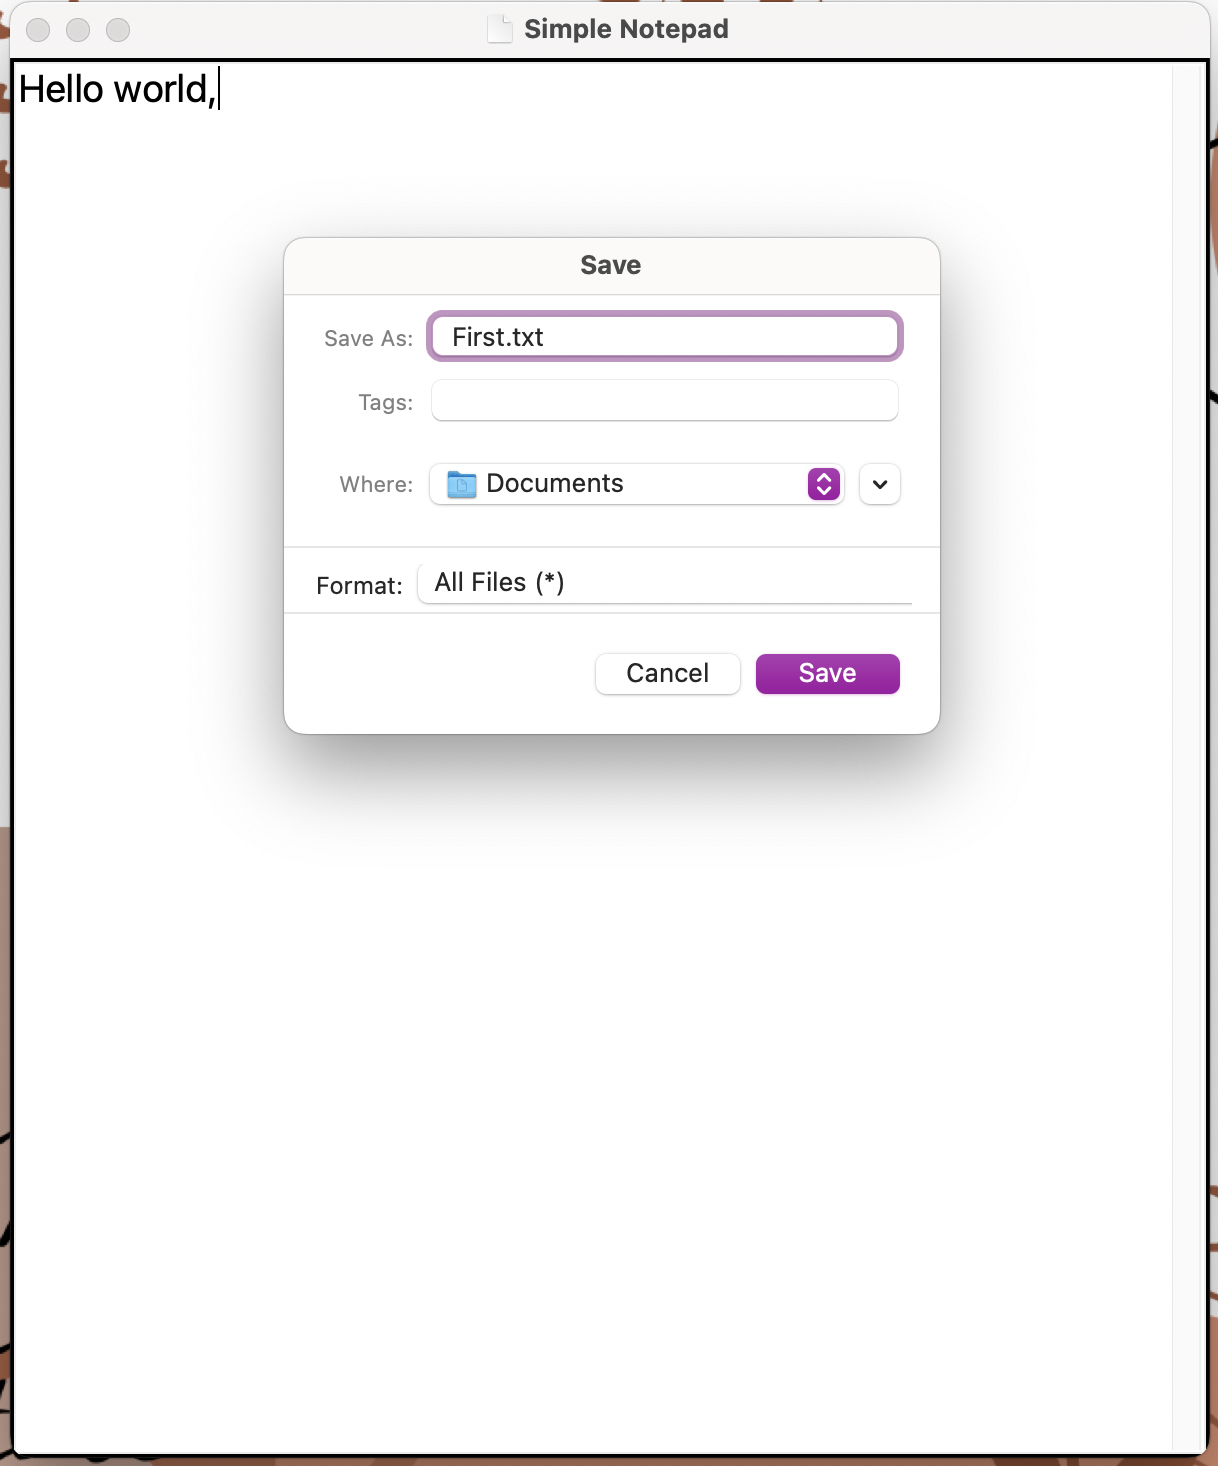 Simple Notepad
Hello world,
Save
Save As: First.txt
Tags:
Where: Documents
Format: All Files (*)
Cancel Save